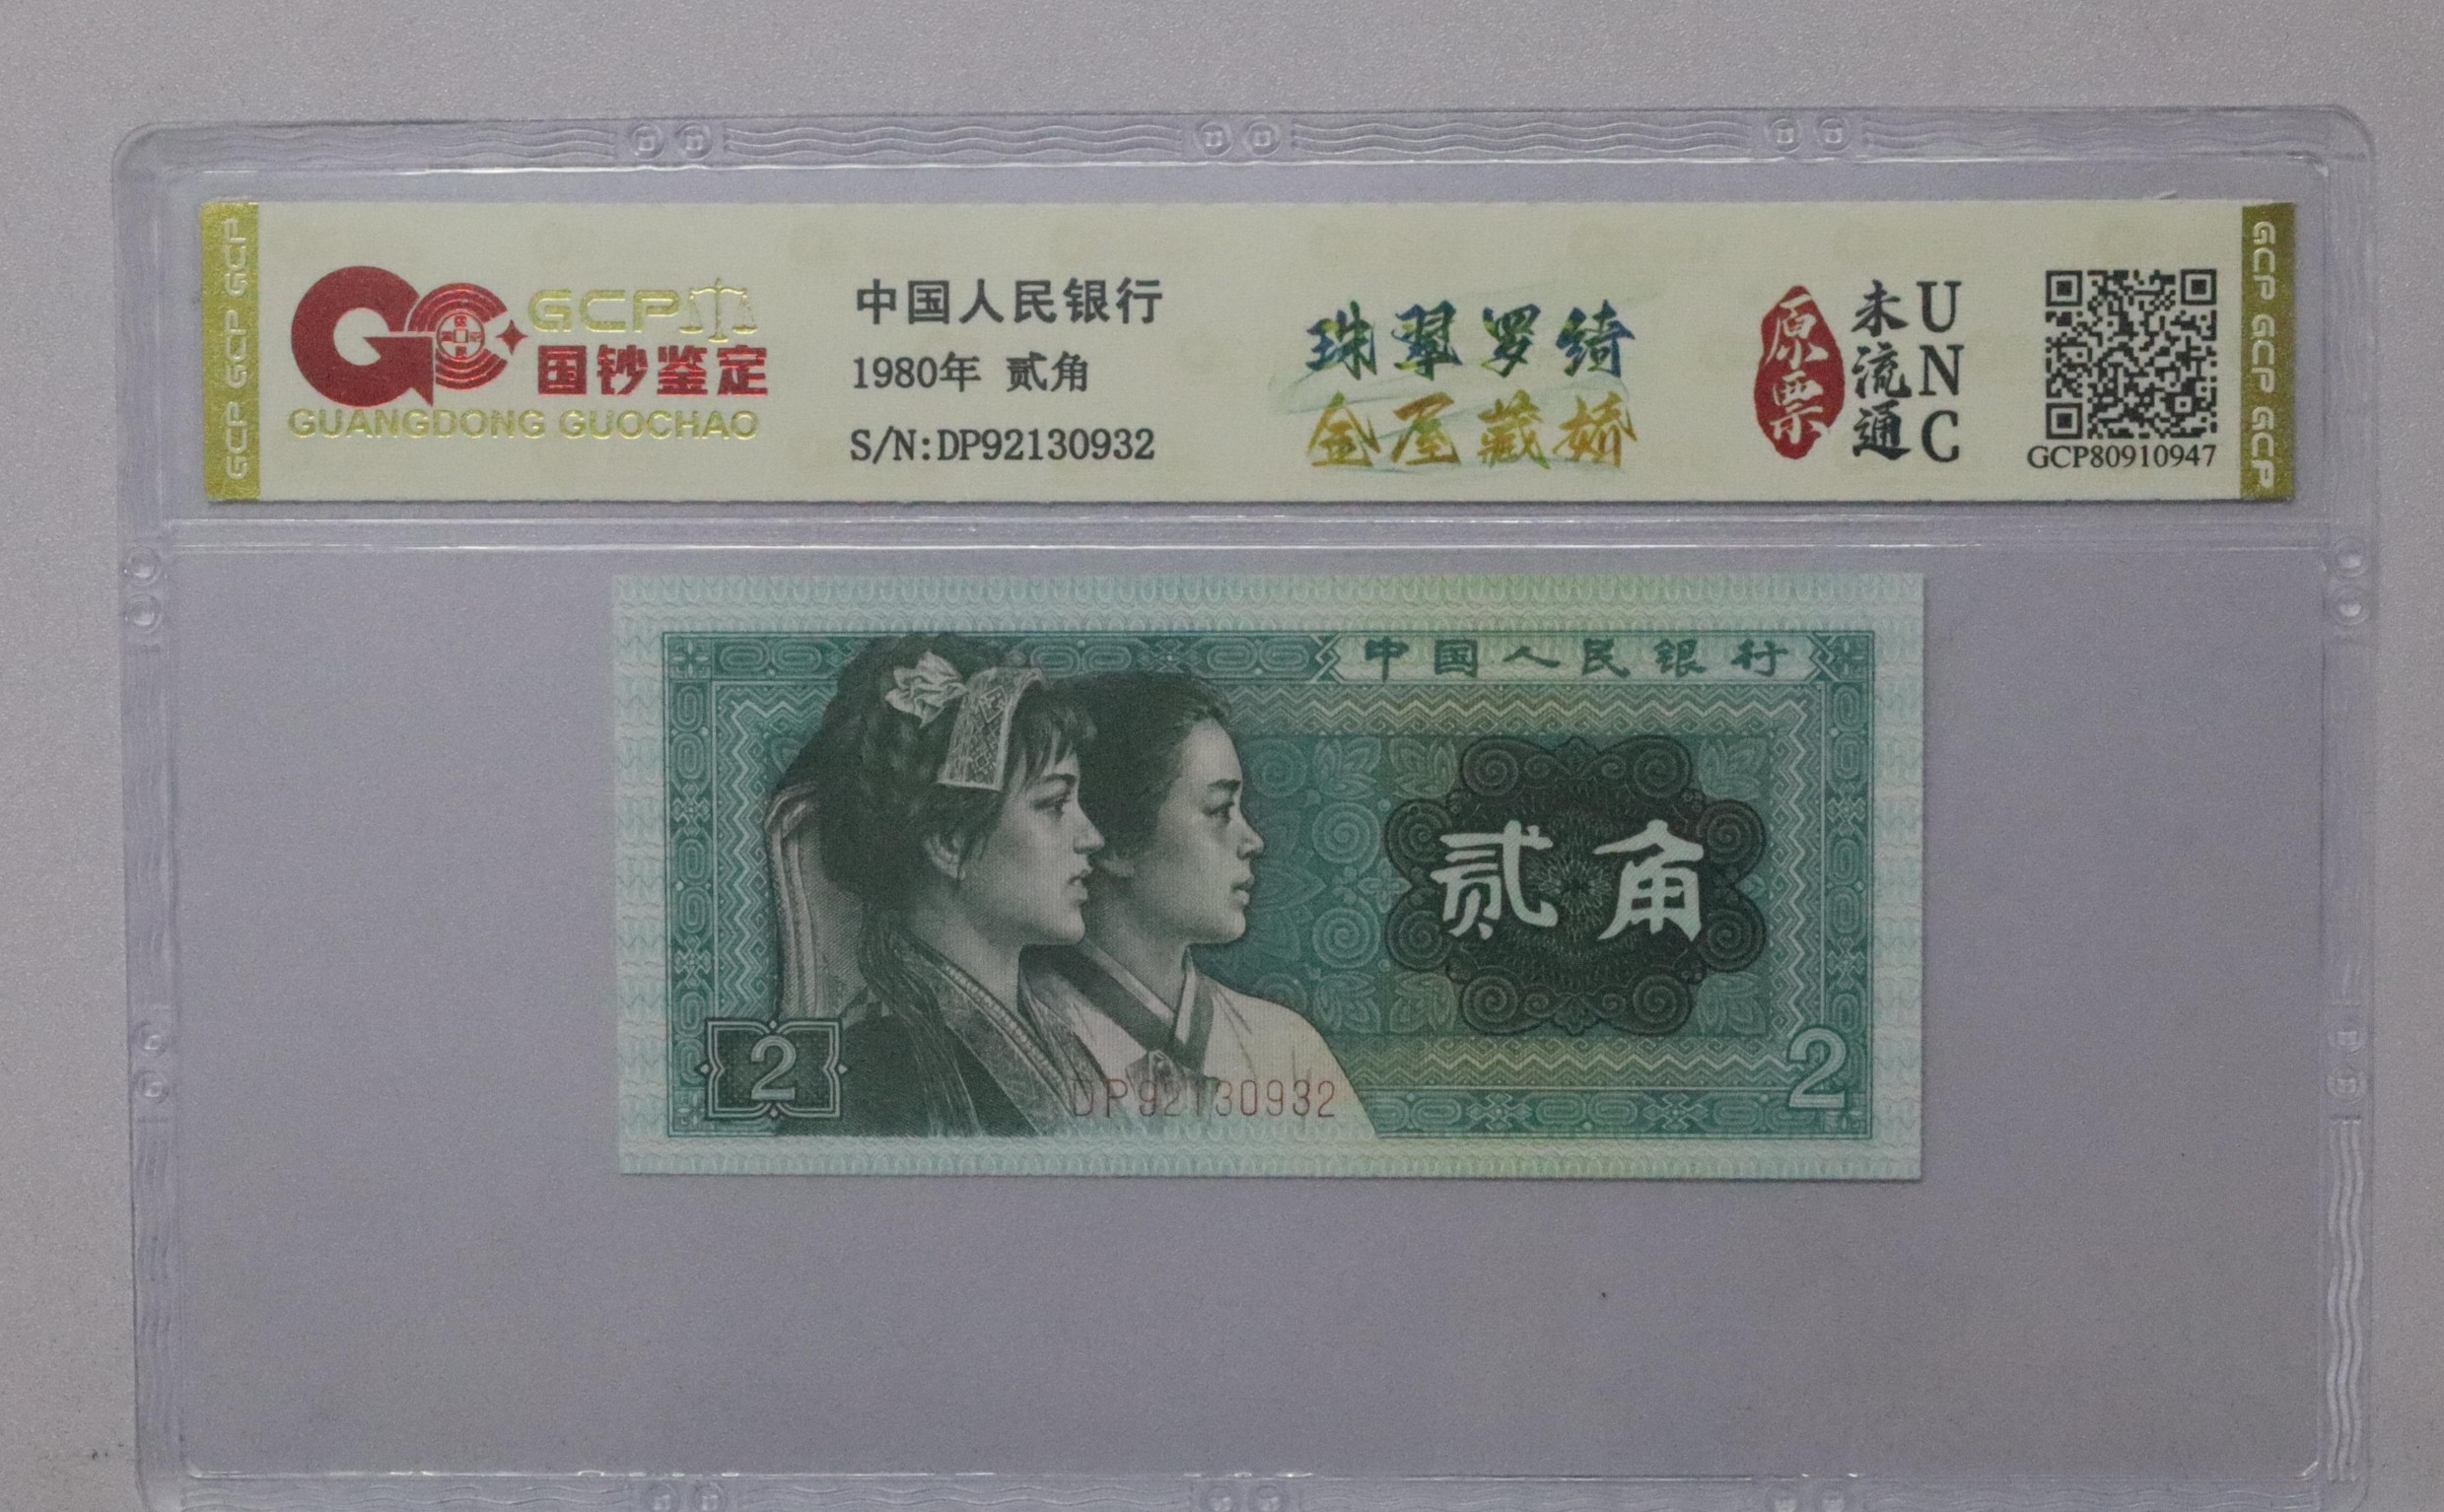 GCP GCP GCP
GCP
国钞鉴定
GUANGDONG GUOCHAO
中国人民银行
1980年 贰角
S/N:DP92130932
珠翠罗绮
金屋藏娇
原票
未流通
UNC
GCP80910947
GCP GCP GCP
中国人民银行
贰角
2
DP92130932
2